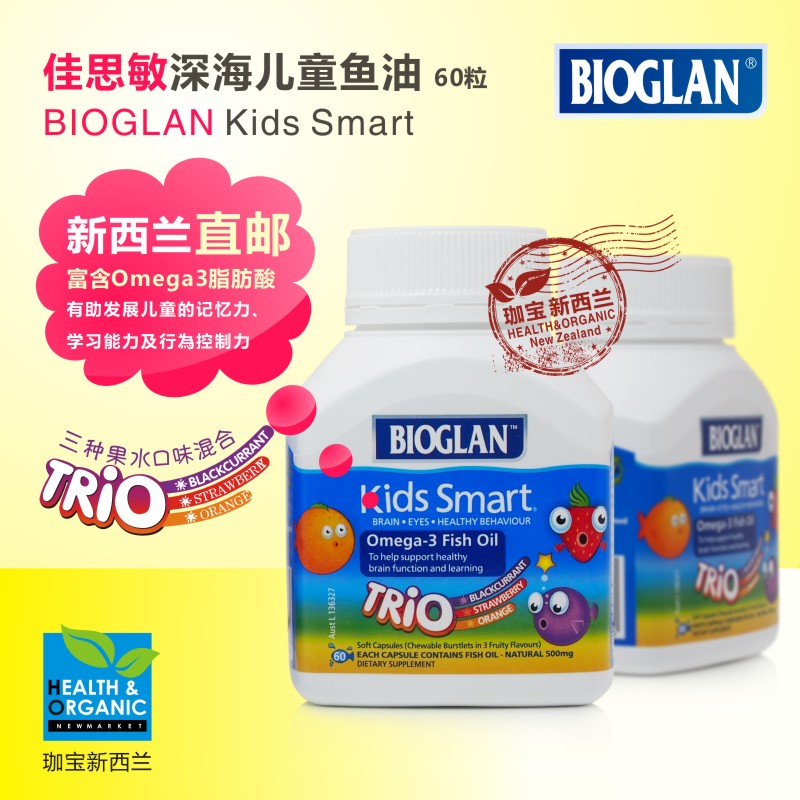 佳思敏深海儿童鱼油 60粒
BIOGLAN Kids Smart
BIOGLAN®
新西兰直邮
富含Omega3脂肪酸
有助发展儿童的记忆力、
学习能力及行為控制力
珈宝新西兰
HEALTH&ORGANIC
New Zealand
三种果水口味混合
TRiO
BLACKCURRANT
STRAWBERRY
ORANGE
BIOGLAN™
Kids Smart®
BRAIN • EYES • HEALTHY BEHAVIOUR
Omega-3 Fish Oil
To help support healthy
brain function and learning
TRiO
BLACKCURRANT
STRAWBERRY
ORANGE
Aust L 136327
Soft Capsules (Chewable Burstlets in 3 Fruity Flavours)
60 EACH CAPSULE CONTAINS FISH OIL - NATURAL 500mg
DIETARY SUPPLEMENT
BIOGLAN
Kids Smart
Omega-3 Fish Oil
TRiO
HEALTH &
ORGANIC
NEWMARKET
珈宝新西兰